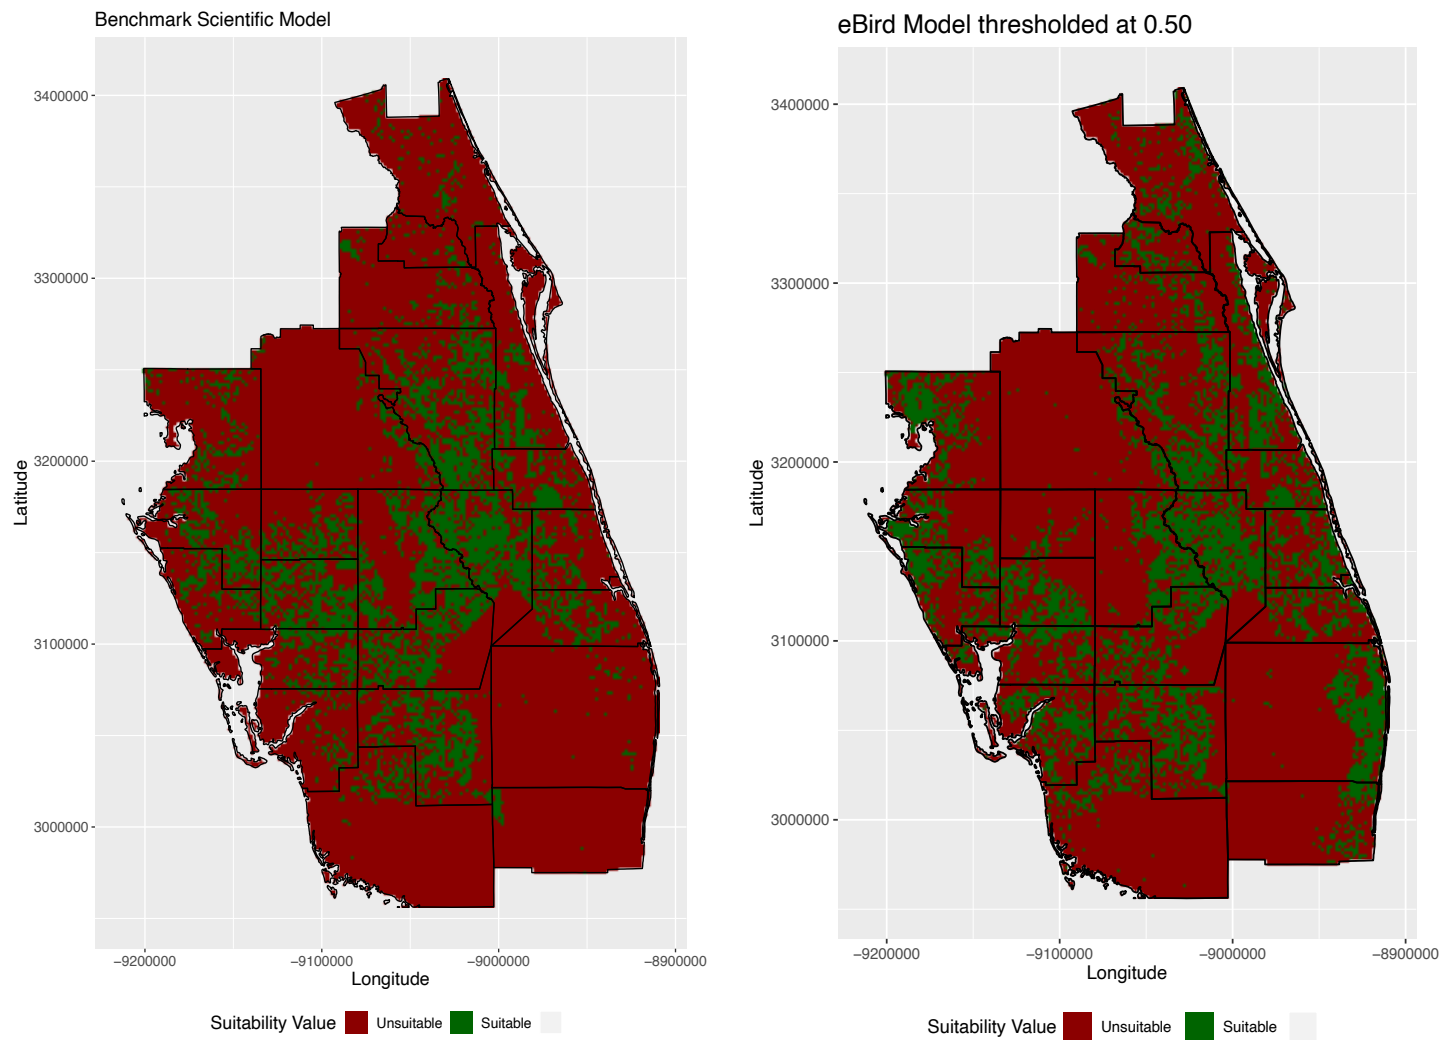 Benchmark Scientific Model
3400000
3300000
3200000
3100000
3000000
Latitude
−9200000
−9100000
−9000000
−8900000
Longitude
Suitability Value Unsuitable Suitable
eBird Model thresholded at 0.50
3400000
3300000
3200000
3100000
3000000
Latitude
−9200000
−9100000
−9000000
−8900000
Longitude
Suitability Value Unsuitable Suitable